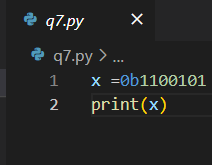 q7.py
q7.py > ...
1 x =0b1100101
2 print(x)